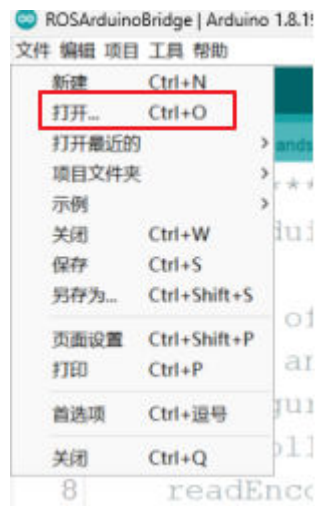 ROSArduinoBridge | Arduino 1.8.1
文件 编辑 项目 工具 帮助
新建 Ctrl+N
打开... Ctrl+O
打开最近的 >
项目文件夹 >
示例 >
关闭 Ctrl+W
保存 Ctrl+S
另存为... Ctrl+Shift+S
页面设置 Ctrl+Shift+P
打印 Ctrl+P
首选项 Ctrl+逗号
关闭 Ctrl+Q
8 readEnco